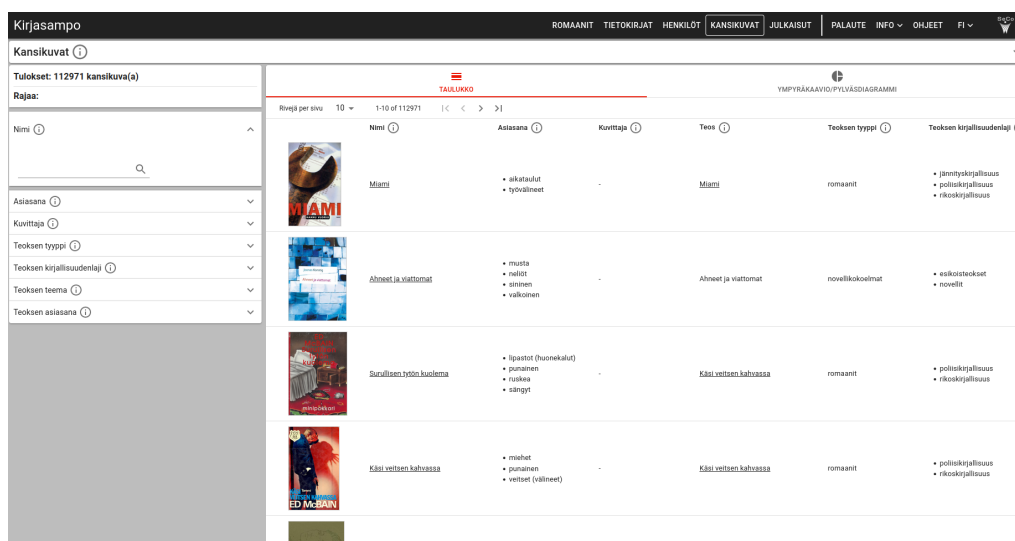 Kirjasampo
ROMAANIT TIETOKIRJAT HENKILÖT KANSIKUVAT JULKAISUT PALAUTE INFO OHJEET FI
Kansikuvat
Tulokset: 112971 kansikuva(a)
Rajaa:
Nimi
Asiasana
Kuvittaja
Teoksen tyyppi
Teoksen kirjallisuudenlaji
Teoksen teema
Teoksen asiasana
TAULUKKO
YMPYRÄKAAVIO/PYLVÄSDIAGRAMMI
Rivejä per sivu 10 1-10 of 112971
Nimi Asiasana Kuvittaja Teos Teoksen tyyppi Teoksen kirjallisuudenlaji
MIAMI
Miami
• aikataulut
• työvälineet
-
Miami
romaanit
• jännityskirjallisuus
• poliisikirjallisuus
• rikoskirjallisuus
Ahneet ja viattomat
• musta
• neliöt
• sininen
• valkoinen
-
Ahneet ja viattomat
novellikokoelmat
• esikoisteokset
• novellit
minipokkari
Surullisen tytön kuolema
• lipastot (huonekalut)
• punainen
• ruskea
• sängyt
-
Käsi veitsen kahvassa
romaanit
• poliisikirjallisuus
• rikoskirjallisuus
ED McBAIN
Käsi veitsen kahvassa
• miehet
• punainen
• veitset (välineet)
-
Käsi veitsen kahvassa
romaanit
• poliisikirjallisuus
• rikoskirjallisuus